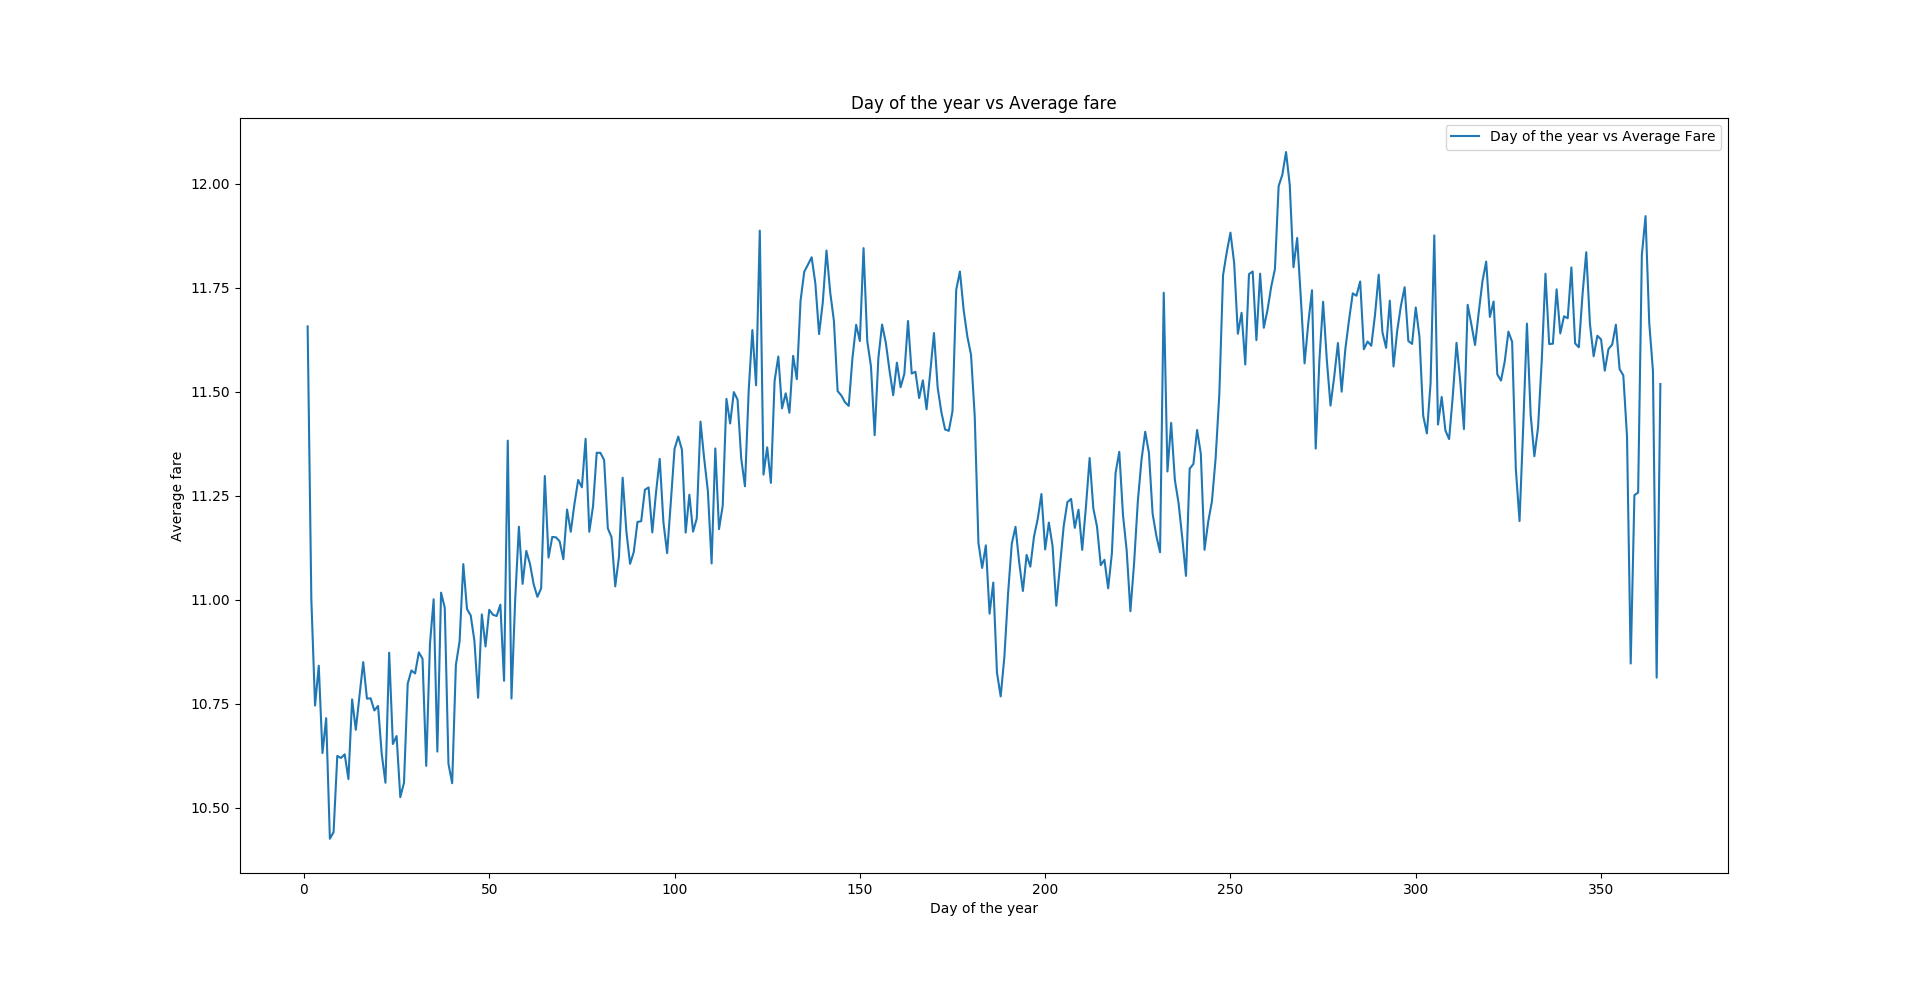 Day of the year vs Average fare
Day of the year vs Average Fare
12.00
11.75
11.50
11.25
11.00
10.75
10.50
Average fare
0 50 100 150 200 250 300 350
Day of the year